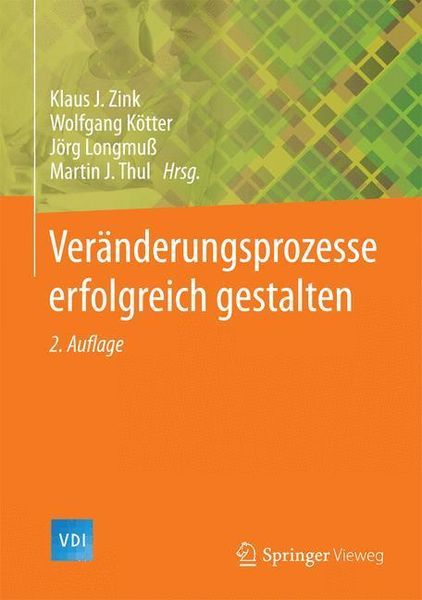 Klaus J. Zink
Wolfgang Kötter
Jörg Longmuß
Martin J. Thul Hrsg.
Veränderungsprozesse
erfolgreich gestalten
2. Auflage
VDI
Springer Vieweg